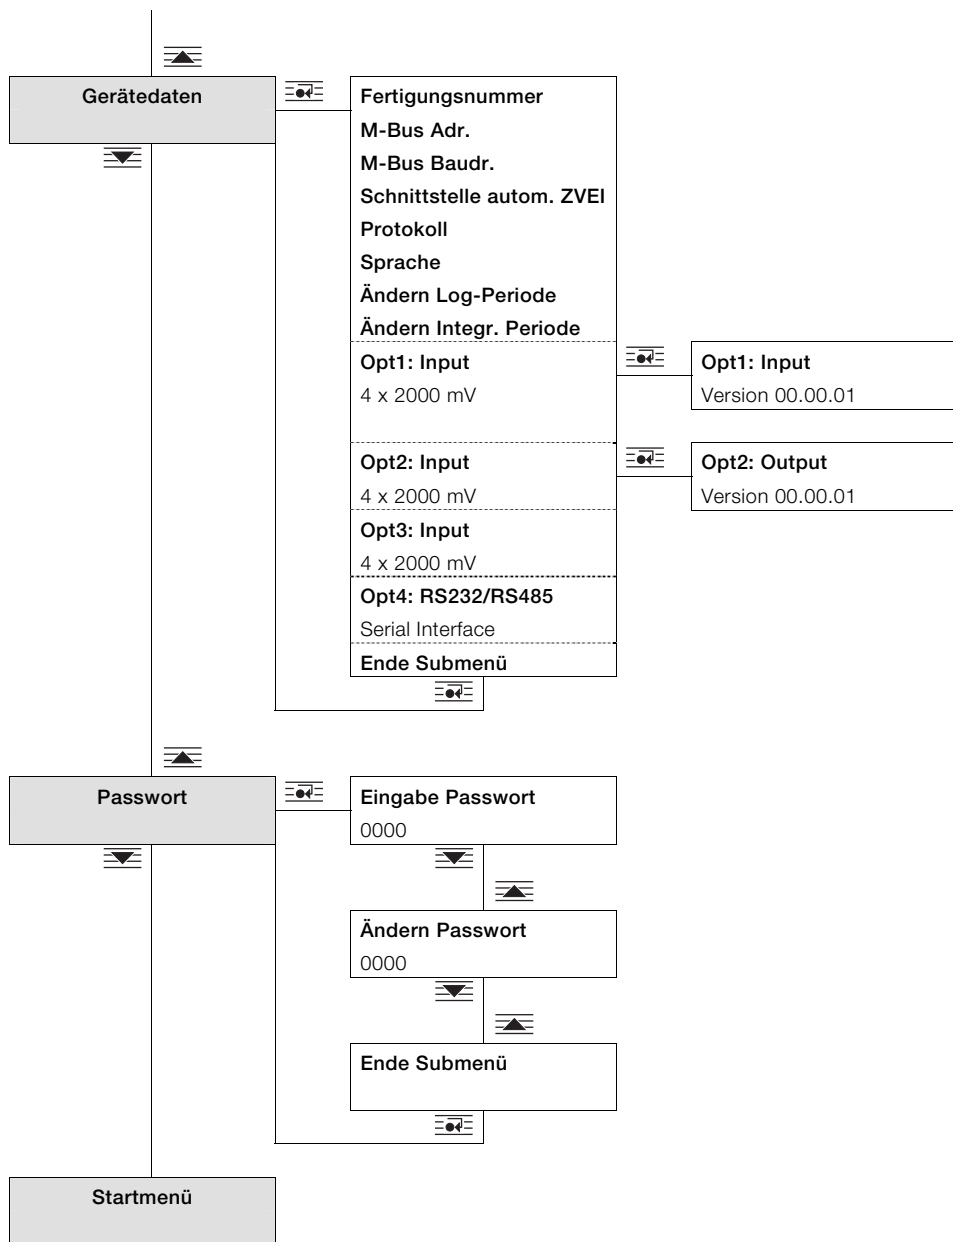 Gerätedaten
Fertigungsnummer
M-Bus Adr.
M-Bus Baudr.
Schnittstelle autom. ZVEI
Protokoll
Sprache
Ändern Log-Periode
Ändern Integr. Periode
Opt1: Input
4 x 2000 mV
Opt1: Input
Version 00.00.01
Opt2: Input
4 x 2000 mV
Opt2: Output
Version 00.00.01
Opt3: Input
4 x 2000 mV
Opt4: RS232/RS485
Serial Interface
Ende Submenü
Passwort
Eingabe Passwort
0000
Ändern Passwort
0000
Ende Submenü
Startmenü